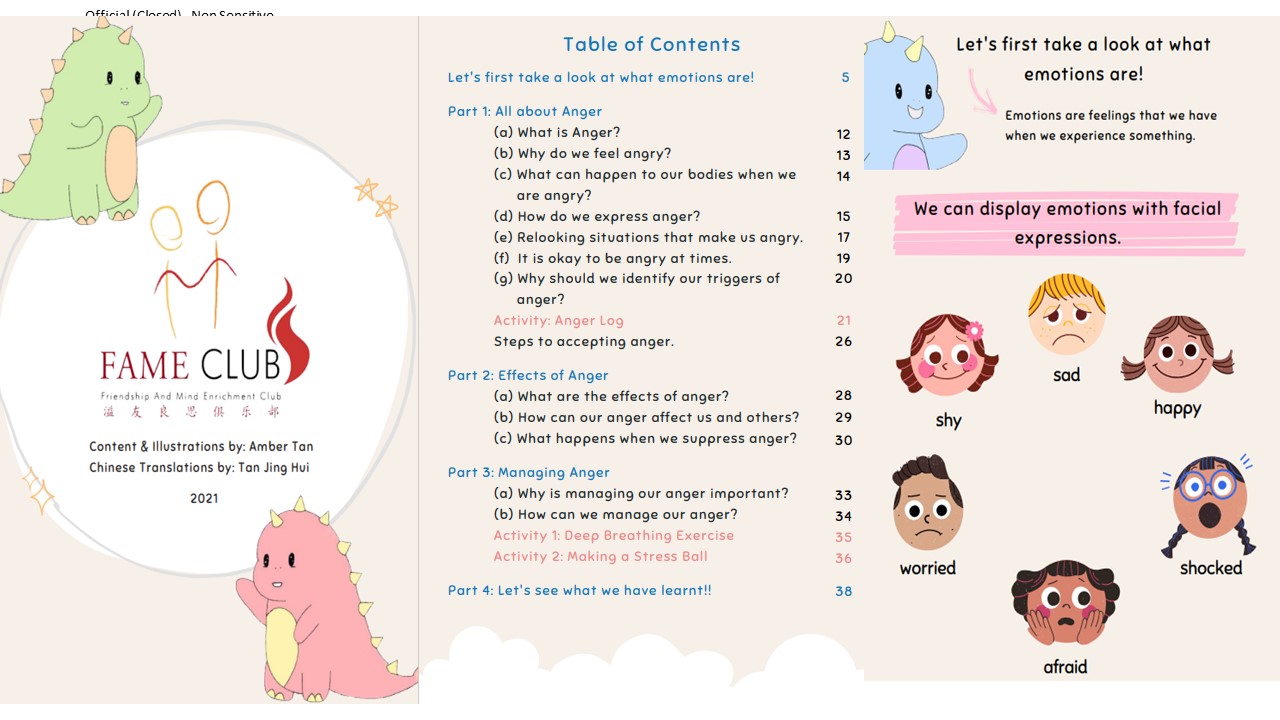 Official (Closed) - Non Sensitive
FAME CLUB
Friendship And Mind Enrichment Club
溢 友 良 思 俱 乐 部
Content & Illustrations by: Amber Tan
Chinese Translations by: Tan Jing Hui
2021
Table of Contents
Let's first take a look at what emotions are! 5
Part 1: All about Anger
(a) What is Anger? 12
(b) Why do we feel angry? 13
(c) What can happen to our bodies when we 14
are angry?
(d) How do we express anger? 15
(e) Relooking situations that make us angry. 17
(f) It is okay to be angry at times. 19
(g) Why should we identify our triggers of 20
anger?
Activity: Anger Log 21
Steps to accepting anger. 26
Part 2: Effects of Anger
(a) What are the effects of anger? 28
(b) How can our anger affect us and others? 29
(c) What happens when we suppress anger? 30
Part 3: Managing Anger
(a) Why is managing our anger important? 33
(b) How can we manage our anger? 34
Activity 1: Deep Breathing Exercise 35
Activity 2: Making a Stress Ball 36
Part 4: Let's see what we have learnt!! 38
Let's first take a look at what
emotions are!
Emotions are feelings that we have
when we experience something.
We can display emotions with facial
expressions.
sad
happy
shy
worried
shocked
afraid